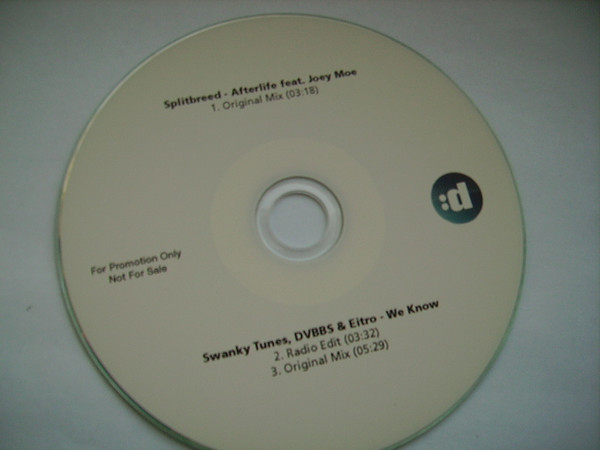 Splitbreed - Afterlife feat. Joey Moe
1. Original Mix (03:18)
:d
For Promotion Only
Not For Sale
Swanky Tunes, DVBBS & Eitro - We Know
2. Radio Edit (03:32)
3. Original Mix (05:29)